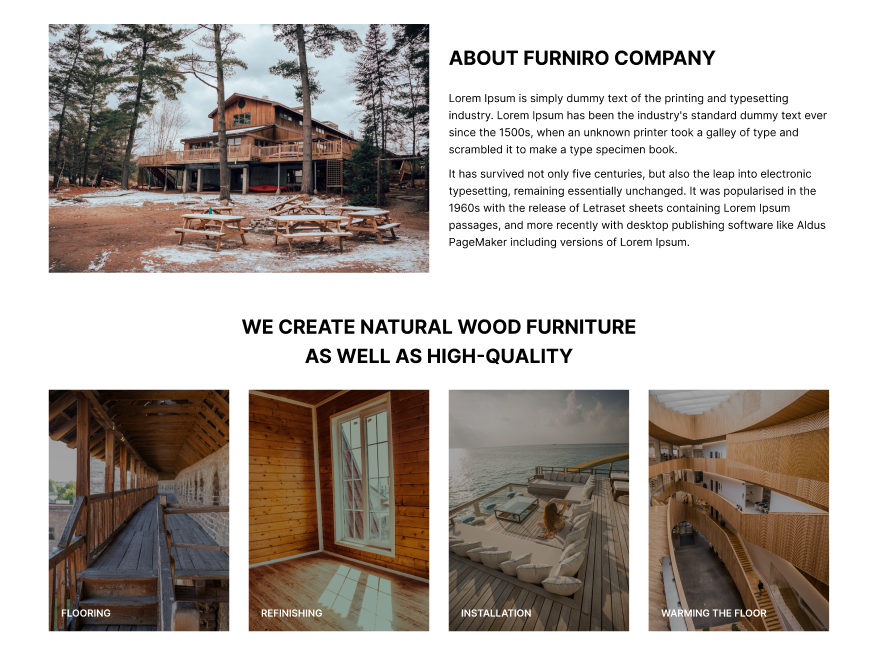 ABOUT FURNIRO COMPANY
Lorem Ipsum is simply dummy text of the printing and typesetting
industry. Lorem Ipsum has been the industry's standard dummy text ever
since the 1500s, when an unknown printer took a galley of type and
scrambled it to make a type specimen book.
It has survived not only five centuries, but also the leap into electronic
typesetting, remaining essentially unchanged. It was popularised in the
1960s with the release of Letraset sheets containing Lorem Ipsum
passages, and more recently with desktop publishing software like Aldus
PageMaker including versions of Lorem Ipsum.
WE CREATE NATURAL WOOD FURNITURE
AS WELL AS HIGH-QUALITY
FLOORING
REFINISHING
INSTALLATION
WARMING THE FLOOR